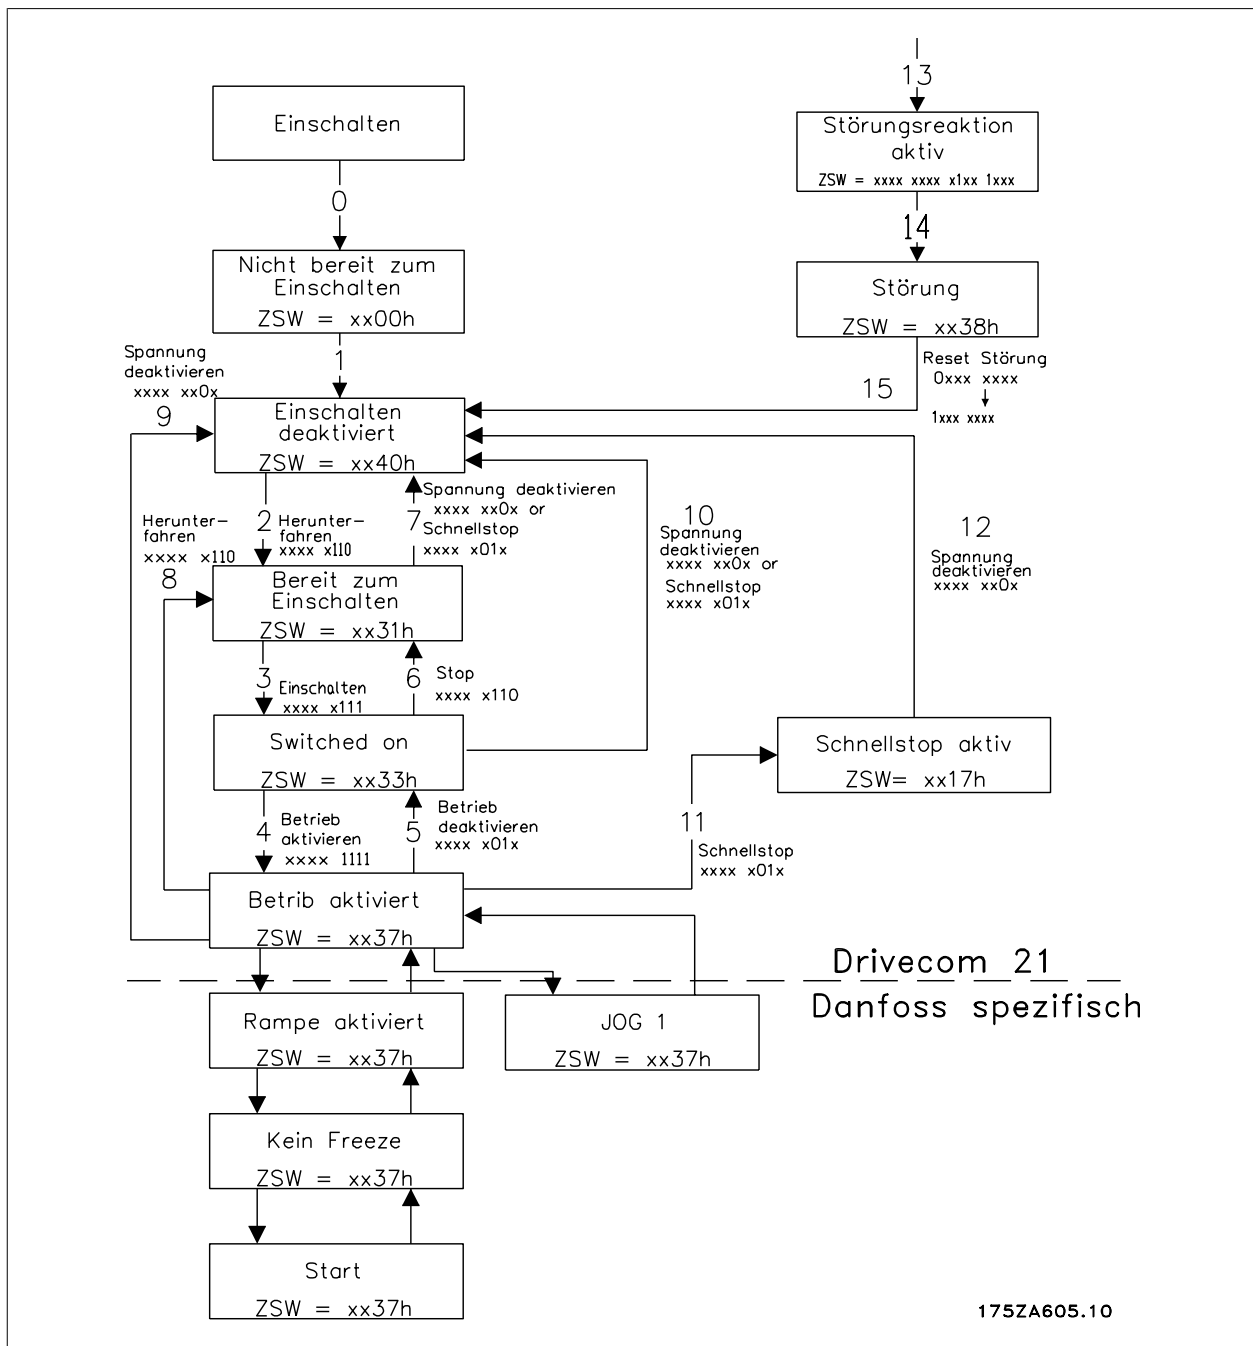 13
Einschalten
Störungsreaktion
aktiv
ZSW = xxxx xxxx x1xx 1xxx
0
14
Nicht bereit zum
Einschalten
ZSW = xx00h
Störung
ZSW = xx38h
1
Spannung
deaktivieren
xxxx xx0x
9
Reset Störung
0xxx xxxx
1xxx xxxx
15
Einschalten
deaktiviert
ZSW = xx40h
Herunter-
fahren
xxxx x110
8
2
Herunter-
fahren
xxxx x110
7
Spannung deaktivieren
xxxx xx0x or
Schnellstop
xxxx x01x
10
Spannung
deaktivieren
xxxx xx0x or
Schnellstop
xxxx x01x
12
Spannung
deaktivieren
xxxx xx0x
Bereit zum
Einschalten
ZSW = xx31h
3
Einschalten
xxxx x111
6
Stop
xxxx x110
Switched on
ZSW = xx33h
Schnellstop aktiv
ZSW= xx17h
4
Betrieb
aktivieren
xxxx 1111
5
Betrieb
deaktivieren
xxxx x01x
11
Schnellstop
xxxx x01x
Betrib aktiviert
ZSW = xx37h
Drivecom 21
Danfoss spezifisch
Rampe aktiviert
ZSW = xx37h
JOG 1
ZSW = xx37h
Kein Freeze
ZSW = xx37h
Start
ZSW = xx37h
175ZA605.10